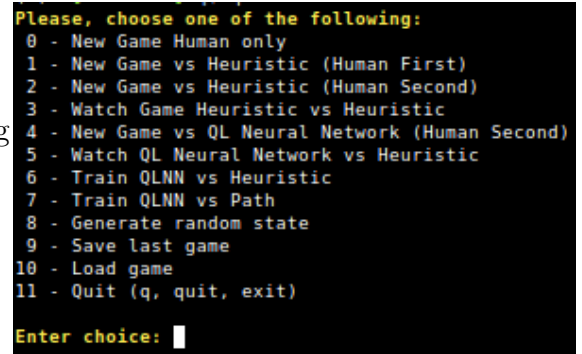 Please, choose one of the following:
0 - New Game Human only
1 - New Game vs Heuristic (Human First)
2 - New Game vs Heuristic (Human Second)
3 - Watch Game Heuristic vs Heuristic
g
4 - New Game vs QL Neural Network (Human Second)
5 - Watch QL Neural Network vs Heuristic
6 - Train QLNN vs Heuristic
7 - Train QLNN vs Path
8 - Generate random state
9 - Save last game
10 - Load game
11 - Quit (q, quit, exit)
Enter choice: